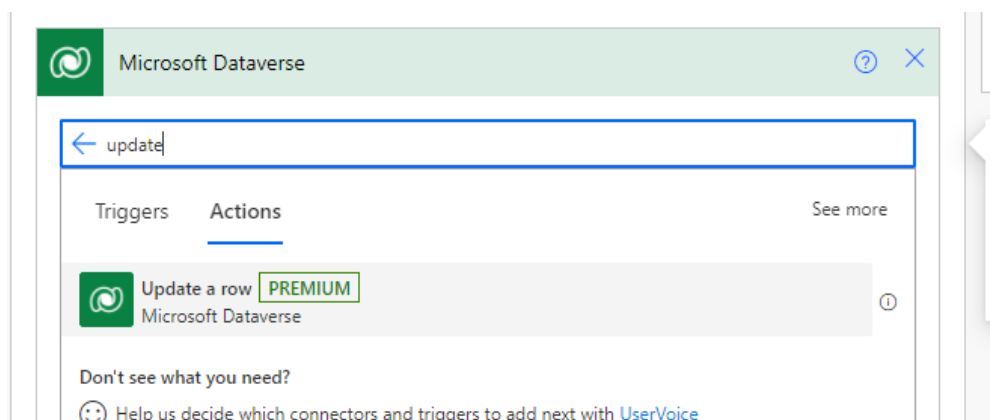 Microsoft Dataverse
update
Triggers Actions See more
Update a row PREMIUM
Microsoft Dataverse
Don't see what you need?
Help us decide which connectors and triggers to add next with UserVoice